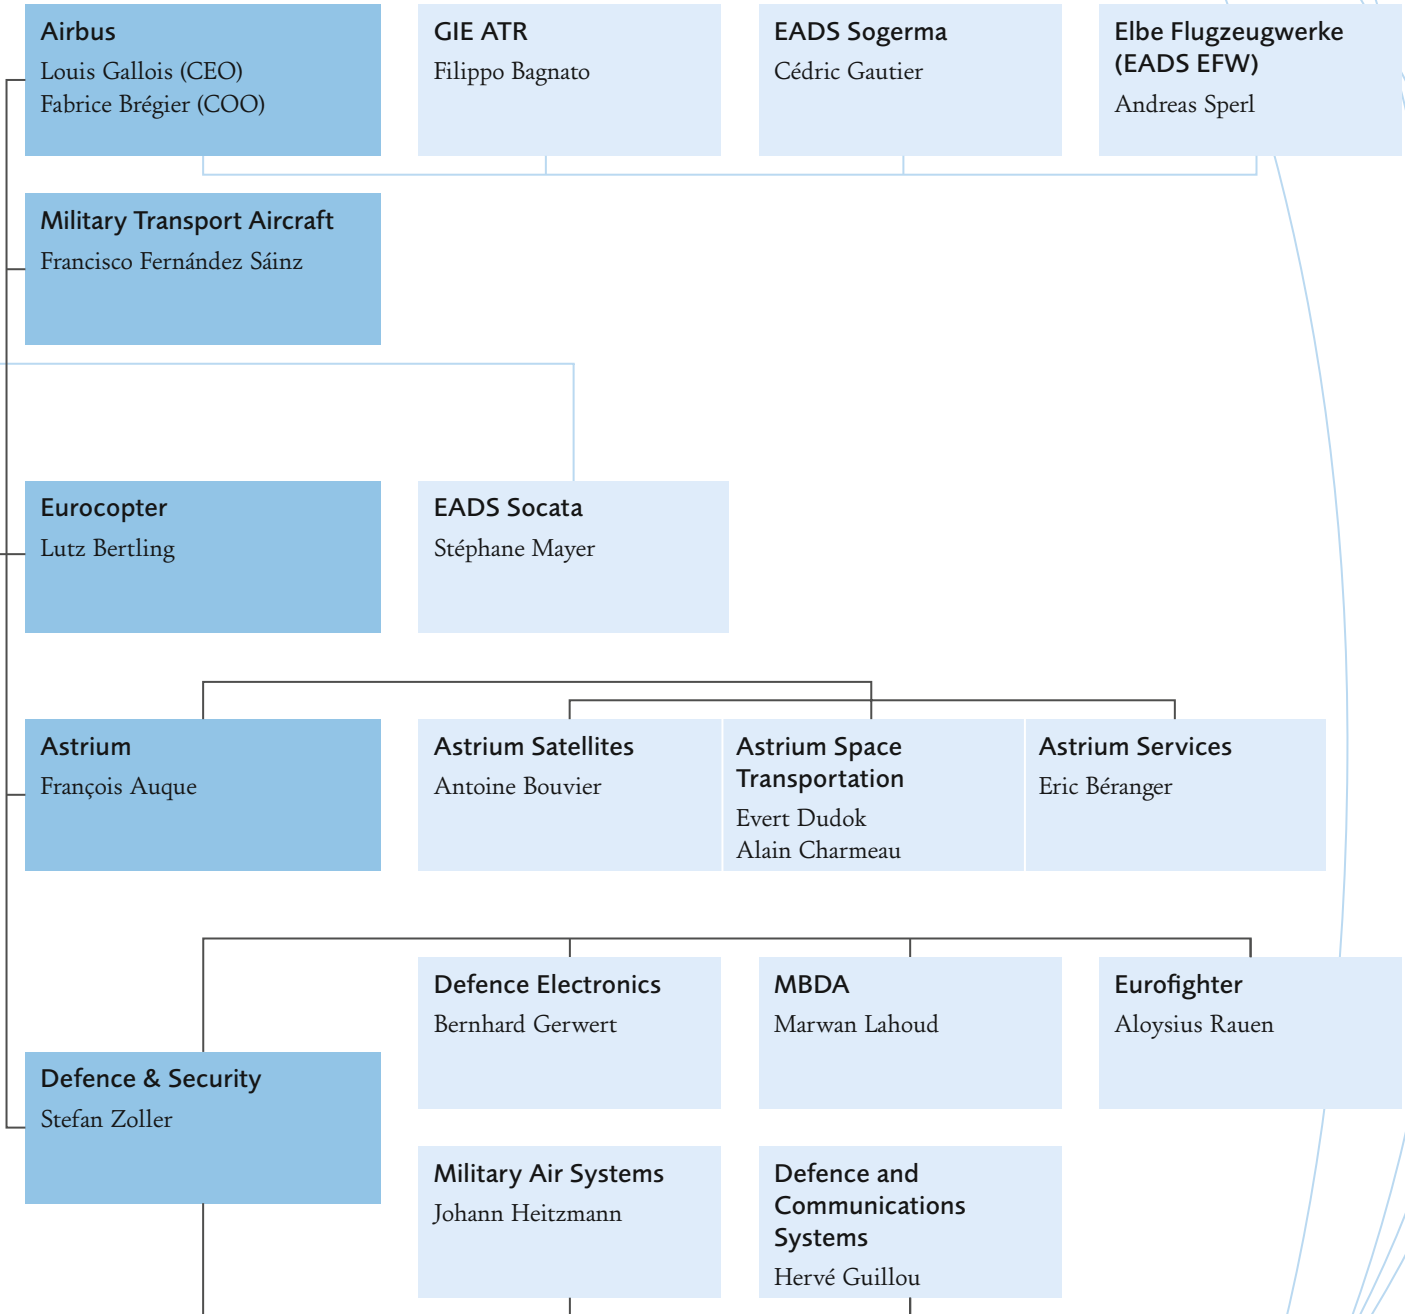 Airbus
Louis Gallois (CEO)
Fabrice Brégier (COO)
GIE ATR
Filippo Bagnato
EADS Sogerma
Cédric Gautier
Elbe Flugzeugwerke
(EADS EFW)
Andreas Sperl
Military Transport Aircraft
Francisco Fernández Sáinz
Eurocopter
Lutz Bertling
EADS Socata
Stéphane Mayer
Astrium
François Auque
Astrium Satellites
Antoine Bouvier
Astrium Space
Transportation
Evert Dudok
Alain Charmeau
Astrium Services
Eric Béranger
Defence Electronics
Bernhard Gerwert
MBDA
Marwan Lahoud
Eurofighter
Aloysius Rauen
Defence & Security
Stefan Zoller
Military Air Systems
Johann Heitzmann
Defence and
Communications
Systems
Hervé Guillou